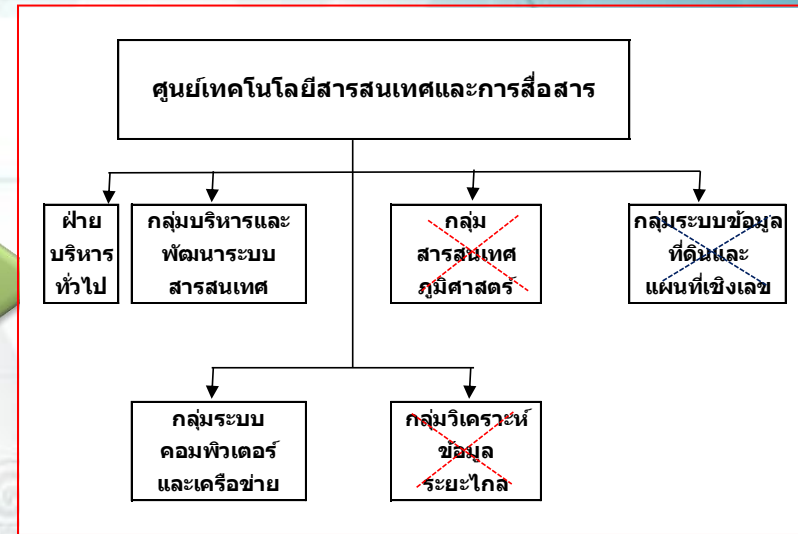 ศูนย์เทคโนโลยีสารสนเทศและการสื่อสาร
ฝ่าย
บริหาร
ทั่วไป
กลุ่มบริหารและ
พัฒนาระบบ
สารสนเทศ
กลุ่ม
สารสนเทศ
ภูมิศาสตร์
กลุ่มระบบข้อมูล
ที่ดินและ
แผนที่เชิงเลข
กลุ่มระบบ
คอมพิวเตอร์
และเครือข่าย
กลุ่มวิเคราะห์
ข้อมูล
ระยะไกล